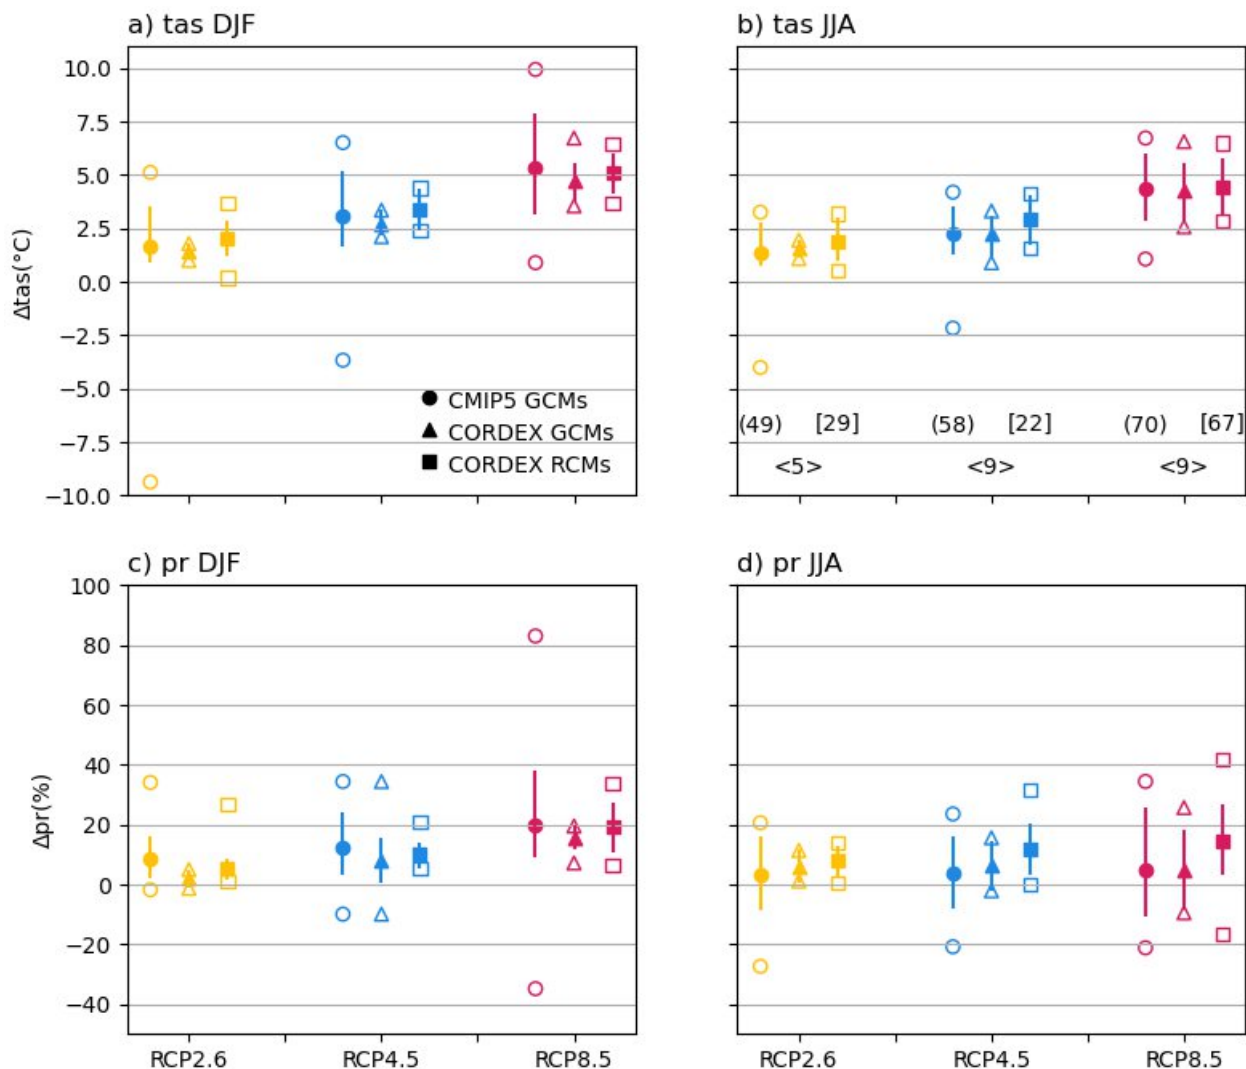 a) tas DJF
10.0
7.5
5.0
2.5
0.0
−2.5
−5.0
−7.5
−10.0
Δtas(°C)
CMIP5 GCMs
CORDEX GCMs
CORDEX RCMs
b) tas JJA
(49) [29] (58) [22] (70) [67]
<5> <9> <9>
c) pr DJF
100
80
60
40
20
0
−20
−40
Δpr(%)
RCP2.6 RCP4.5 RCP8.5
d) pr JJA
RCP2.6 RCP4.5 RCP8.5